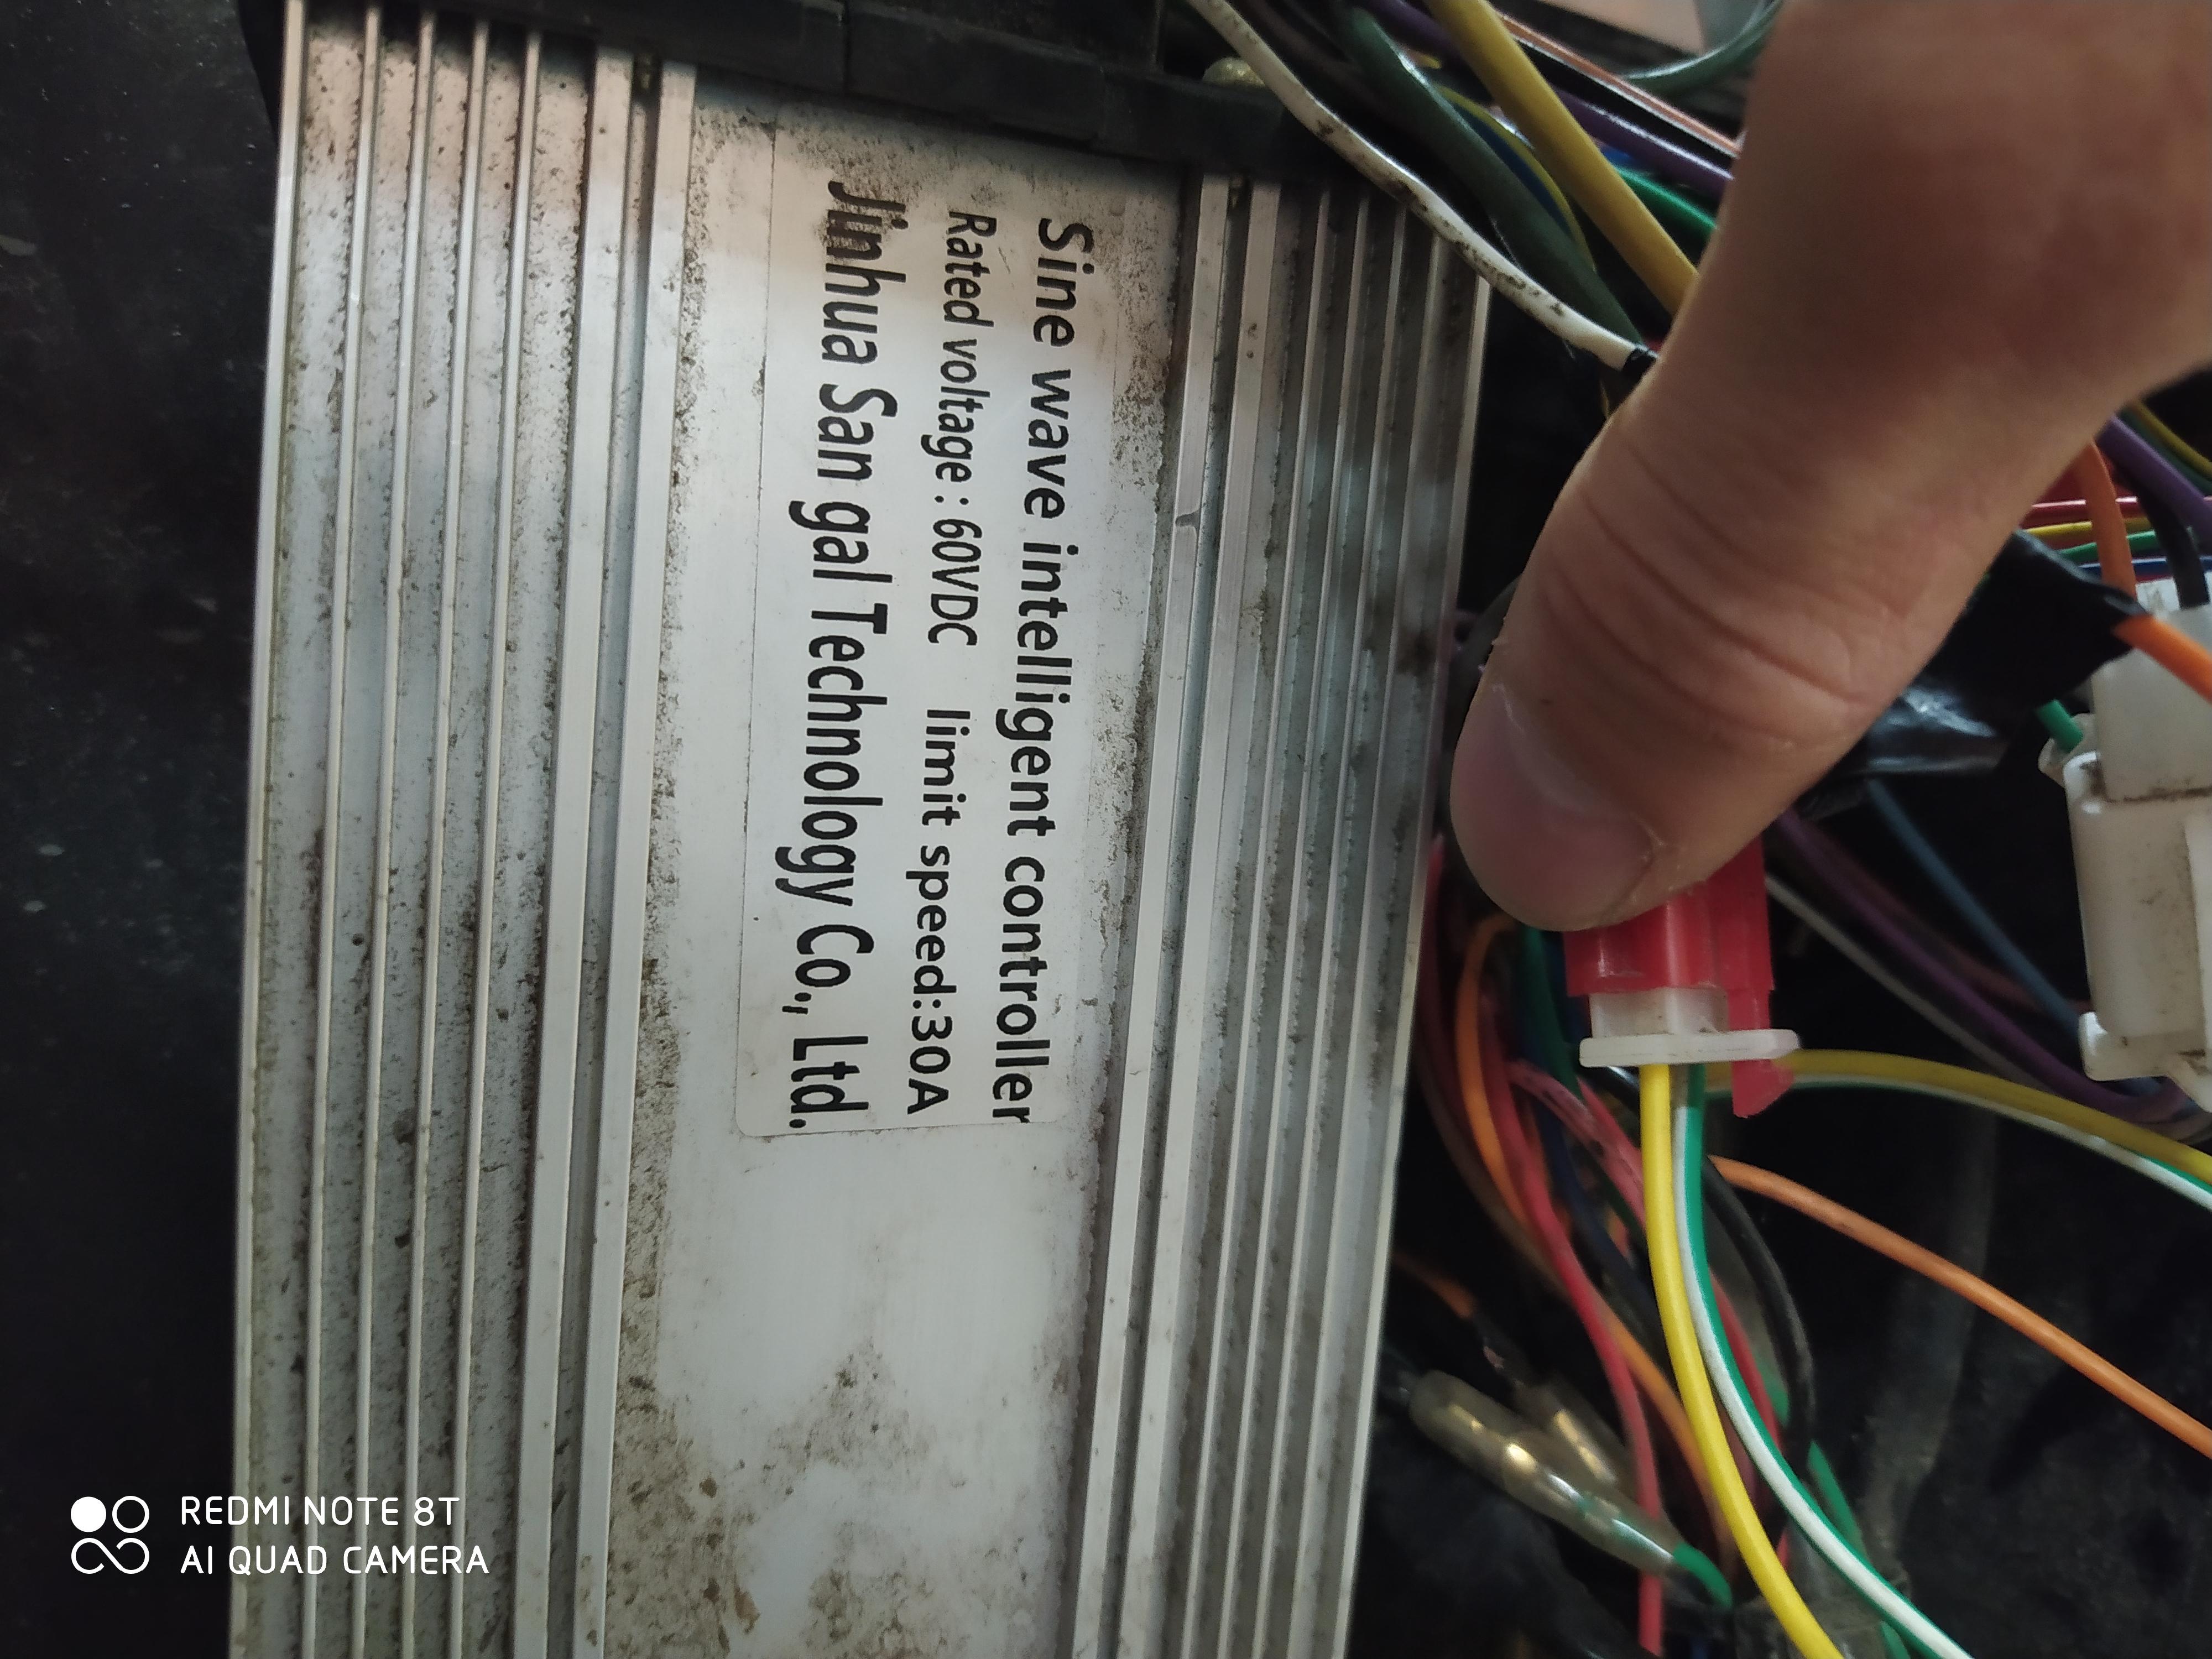 Sine wave intelligent controller
Rated voltage : 60VDC limit speed:30A
Jinhua San gal Technology Co., Ltd.
REDMI NOTE 8T
AI QUAD CAMERA